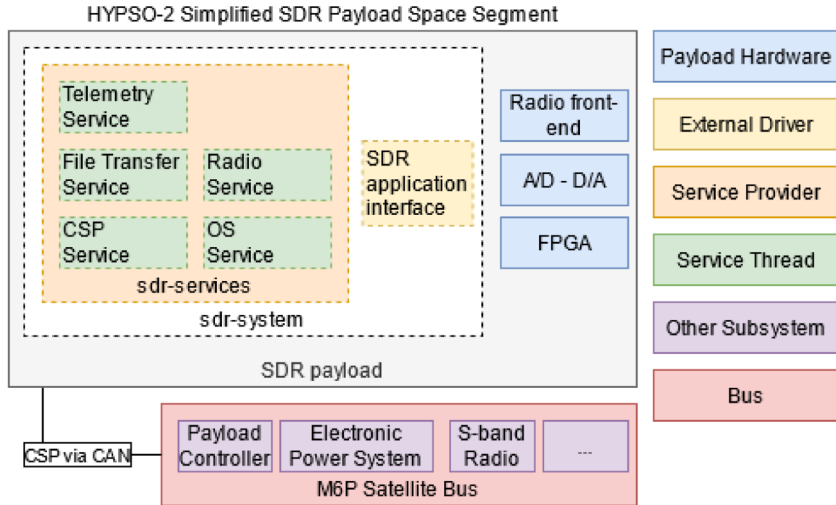 HYPSO-2 Simplified SDR Payload Space Segment
Telemetry
Service
File Transfer
Service
Radio
Service
CSP
Service
OS
Service
sdr-services
SDR
application
interface
sdr-system
Radio front-
end
A/D - D/A
FPGA
SDR payload
Payload Hardware
External Driver
Service Provider
Service Thread
Other Subsystem
Bus
CSP via CAN
Payload
Controller
Electronic
Power System
S-band
Radio
...
M6P Satellite Bus